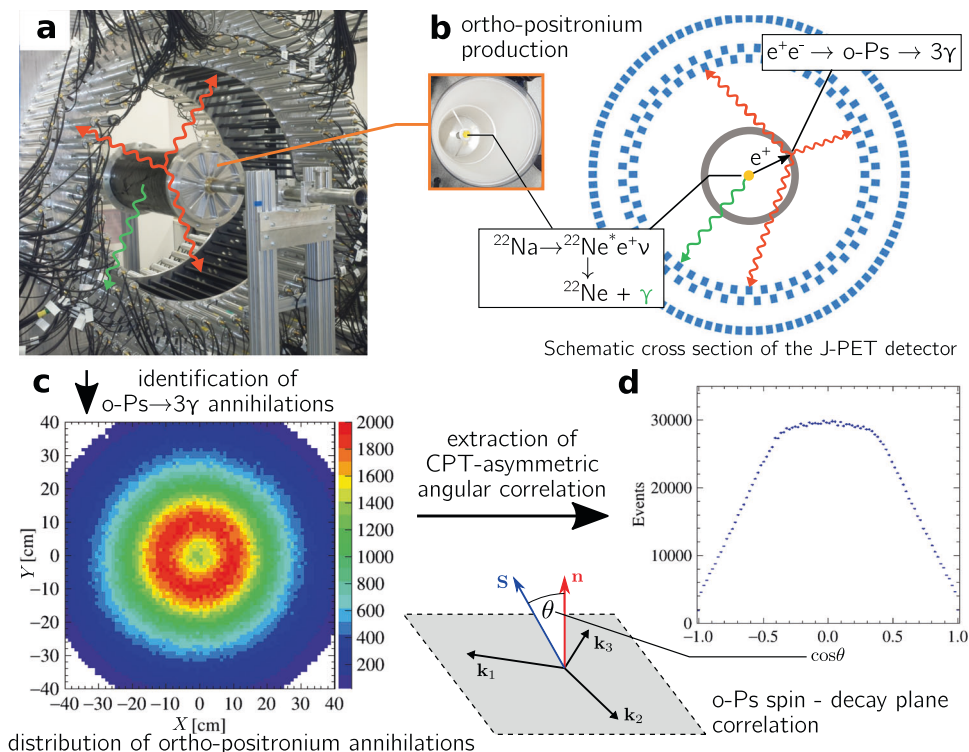 a
b
ortho-positronium
production
e⁺e⁻→ o-Ps → 3γ
e⁺
²²Na→²²Ne*e⁺ν
↓
²²Ne + γ
Schematic cross section of the J-PET detector
c
identification of
o-Ps→3γ annihilations
40
30
20
10
0
−10
−20
−30
−40
Y [cm]
−40 −30 −20 −10 0 10 20 30 40
X [cm]
2000
1800
1600
1400
1200
1000
800
600
400
200
distribution of ortho-positronium annihilations
extraction of
CPT-asymmetric
angular correlation
S
n
θ
k₁
k₂
k₃
d
30000
20000
10000
0
Events
−1.0 −0.5 0.0 0.5 1.0
cosθ
o-Ps spin - decay plane
correlation